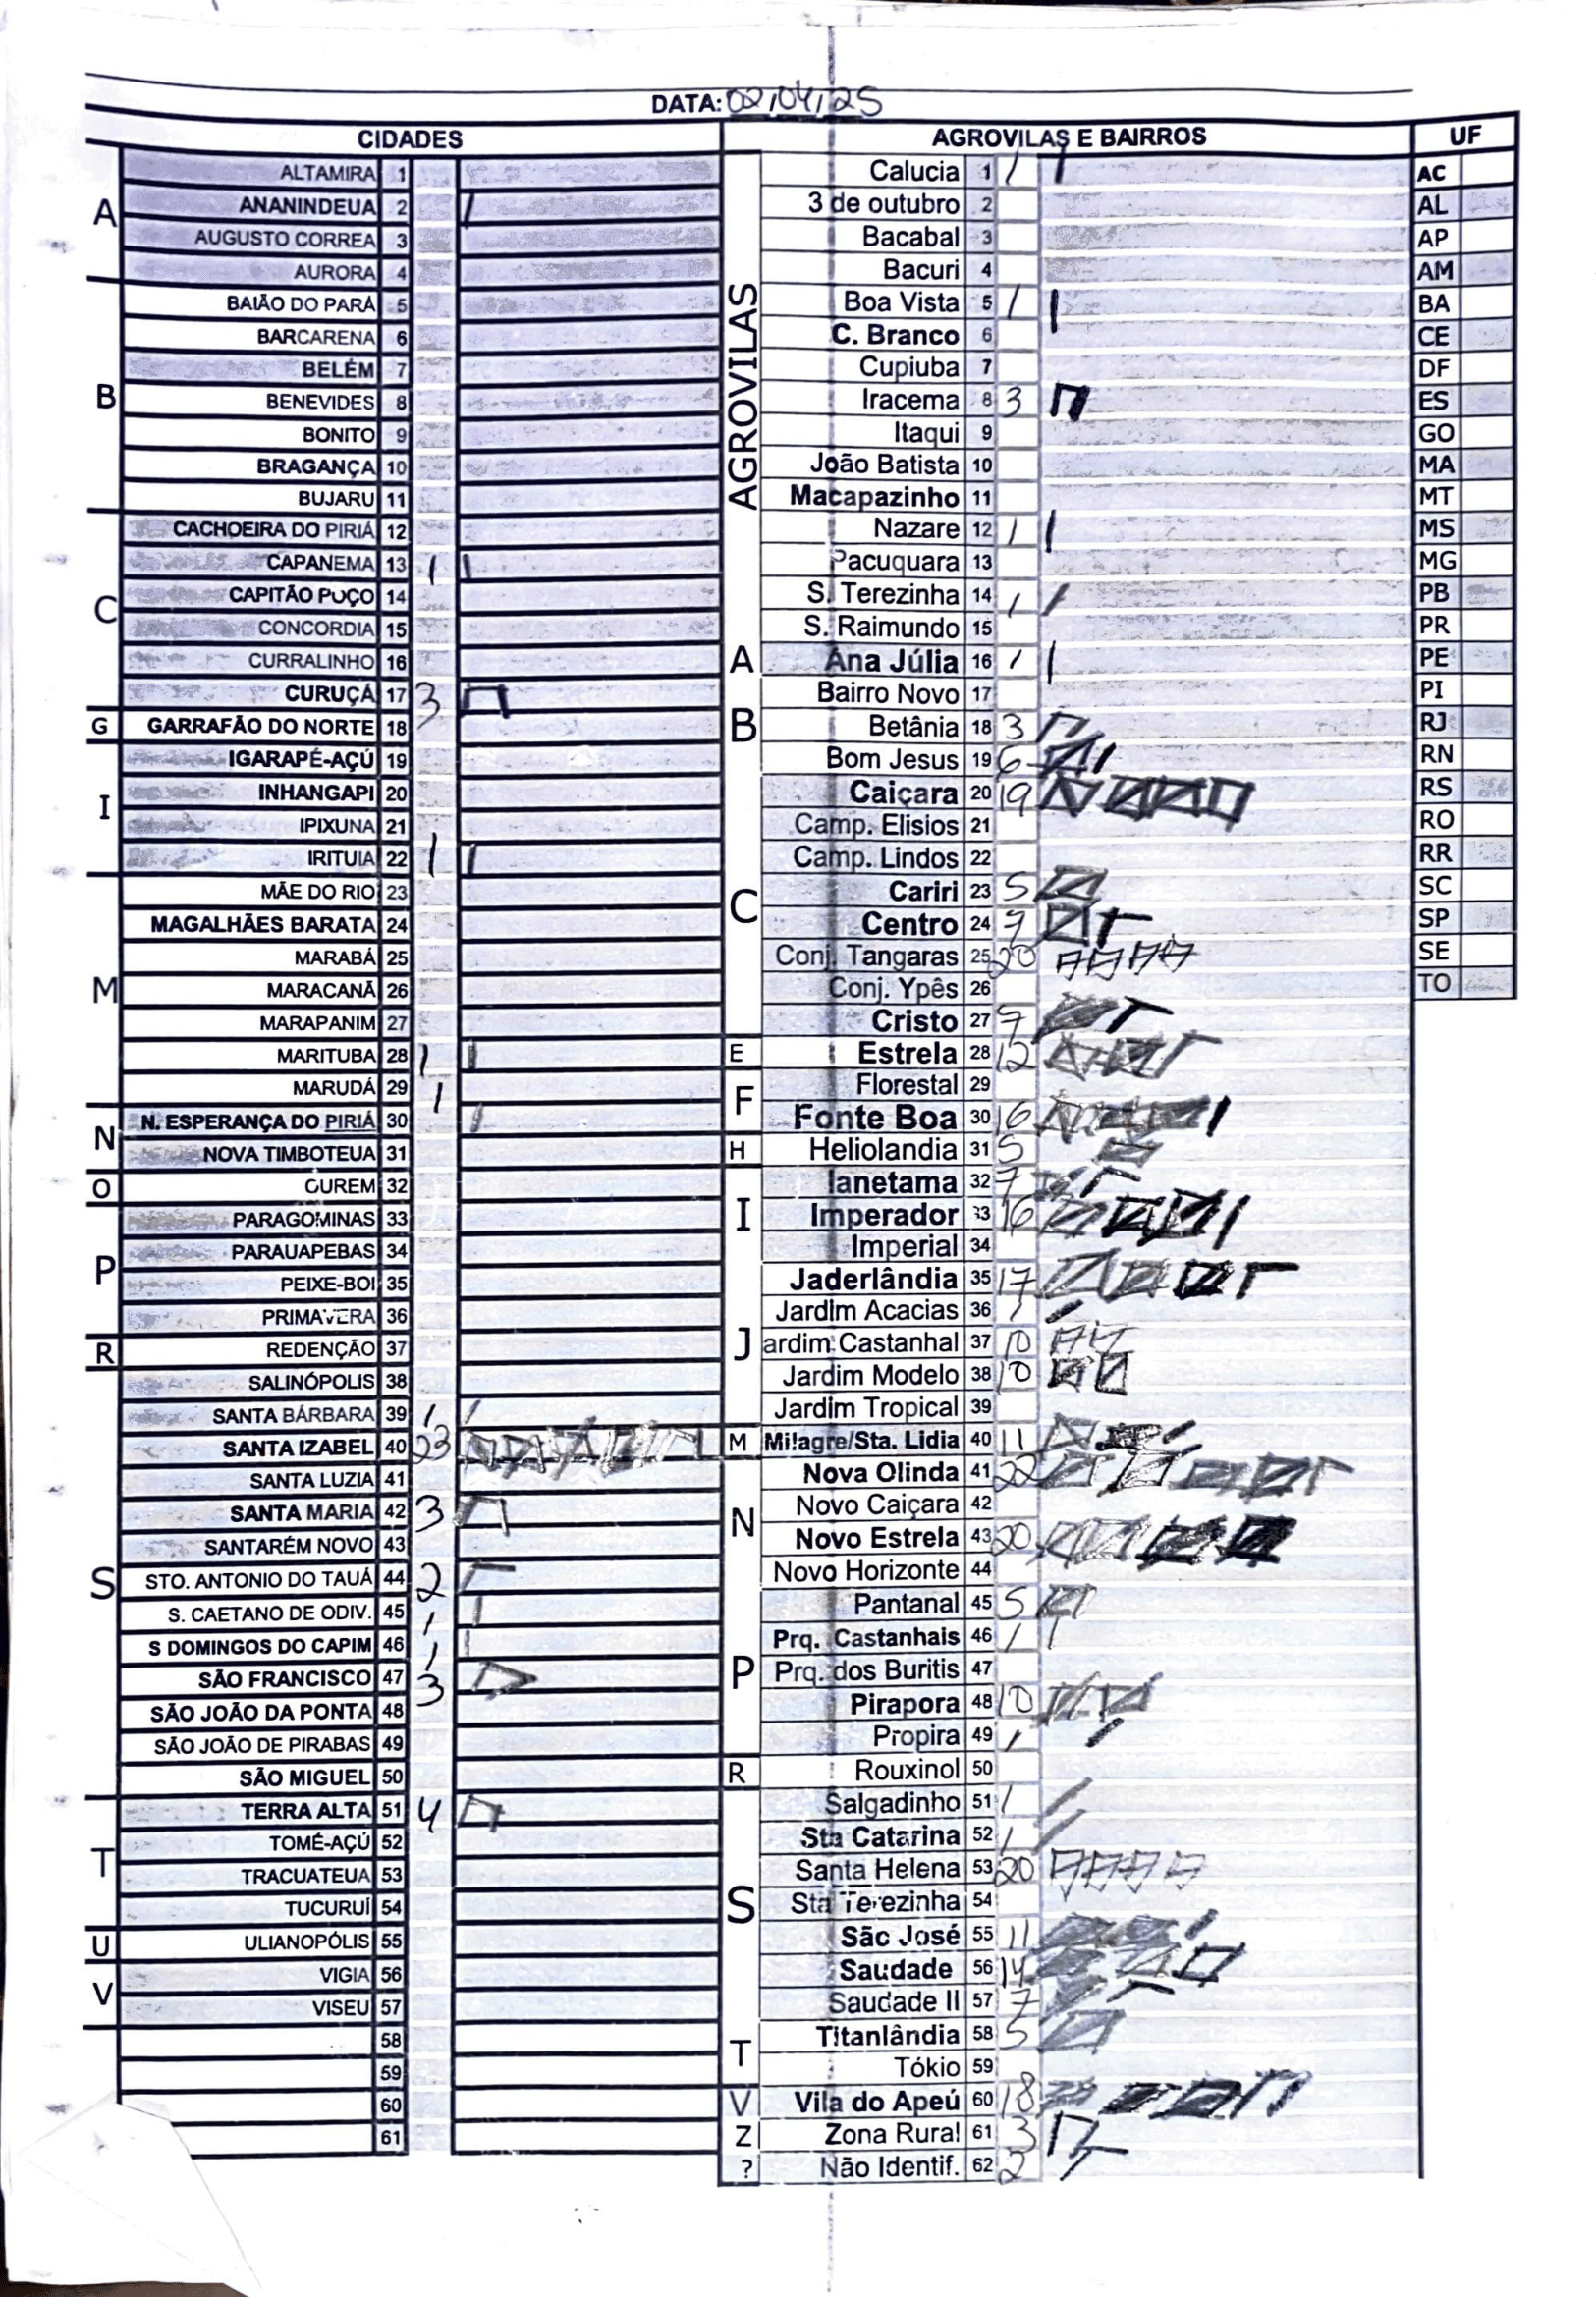 DATA: 02/04/25
CIDADES
A
ALTAMIRA 1
ANANINDEUA 2
AUGUSTO CORREA 3
AURORA 4
B
BAIÃO DO PARÁ 5
BARCARENA 6
BELÉM 7
BENEVIDES 8
BONITO 9
BRAGANÇA 10
BUJARU 11
C
CACHOEIRA DO PIRIÁ 12
CAPANEMA 13 1
CAPITÃO POÇO 14
CONCORDIA 15
CURRALINHO 16
CURUÇÁ 17 3
G
GARRAFÃO DO NORTE 18
I
IGARAPÉ-AÇÚ 19
INHANGAPI 20
IPIXUNA 21
IRITUIA 22 1
M
MÃE DO RIO 23
MAGALHÃES BARATA 24
MARABÁ 25
MARACANÃ 26
MARAPANIM 27
MARITUBA 28 1
MARUDÁ 29 1
N
N. ESPERANÇA DO PIRIÁ 30
NOVA TIMBOTEUA 31
O
OUREM 32
P
PARAGOMINAS 33
PARAUAPEBAS 34
PEIXE-BOI 35
PRIMAVERA 36
R
REDENÇÃO 37
S
SALINÓPOLIS 38
SANTA BÁRBARA 39 1
SANTA IZABEL 40 23
SANTA LUZIA 41
SANTA MARIA 42 3
SANTARÉM NOVO 43
STO. ANTONIO DO TAUÁ 44 2
S. CAETANO DE ODIV. 45 1
S DOMINGOS DO CAPIM 46 1
SÃO FRANCISCO 47 3
SÃO JOÃO DA PONTA 48
SÃO JOÃO DE PIRABAS 49
SÃO MIGUEL 50
T
TERRA ALTA 51 4
TOMÉ-AÇÚ 52
TRACUATEUA 53
TUCURUÍ 54
U
ULIANOPÓLIS 55
V
VIGIA 56
VISEU 57
58
59
60
61
AGROVILAS E BAIRROS
AGROVILAS
Calucia 1 1
3 de outubro 2
Bacabal 3
Bacuri 4
Boa Vista 5 1
C. Branco 6
Cupiuba 7
Iracema 8 3
Itaqui 9
João Batista 10
Macapazinho 11
Nazare 12 1
Pacuquara 13
S. Terezinha 14 1
S. Raimundo 15
A
Ana Júlia 16 1
B
Bairro Novo 17
Betânia 18 3
Bom Jesus 19 6
C
Caiçara 20 19
Camp. Elisios 21
Camp. Lindos 22
Cariri 23 5
Centro 24 7
Conj. Tangaras 25 20
Conj. Ypês 26
Cristo 27 7
E
Estrela 28 12
F
Florestal 29
Fonte Boa 30 16
H
Heliolandia 31 5
I
Ianetama 32 7
Imperador 33 16
Imperial 34
J
Jaderlândia 35 17
Jardim Acacias 36 1
ardim Castanhal 37 10
Jardim Modelo 38 10
Jardim Tropical 39
M
Milagre/Sta. Lidia 40 11
N
Nova Olinda 41 22
Novo Caiçara 42
Novo Estrela 43 20
Novo Horizonte 44
P
Pantanal 45 5
Prq. Castanhais 46 1
Prq. dos Buritis 47
Pirapora 48 10
Propira 49 1
R
Rouxinol 50
S
Salgadinho 51 1
Sta Catarina 52 1
Santa Helena 53 20
Sta Terezinha 54
São José 55 11
Saudade 56 14
Saudade II 57 7
T
Titanlândia 58 5
Tókio 59
V
Vila do Apeú 60 18
Z
Zona Rural 61 3
?
Não Identif. 62 2
UF
AC
AL
AP
AM
BA
CE
DF
ES
GO
MA
MT
MS
MG
PB
PR
PE
PI
RJ
RN
RS
RO
RR
SC
SP
SE
TO